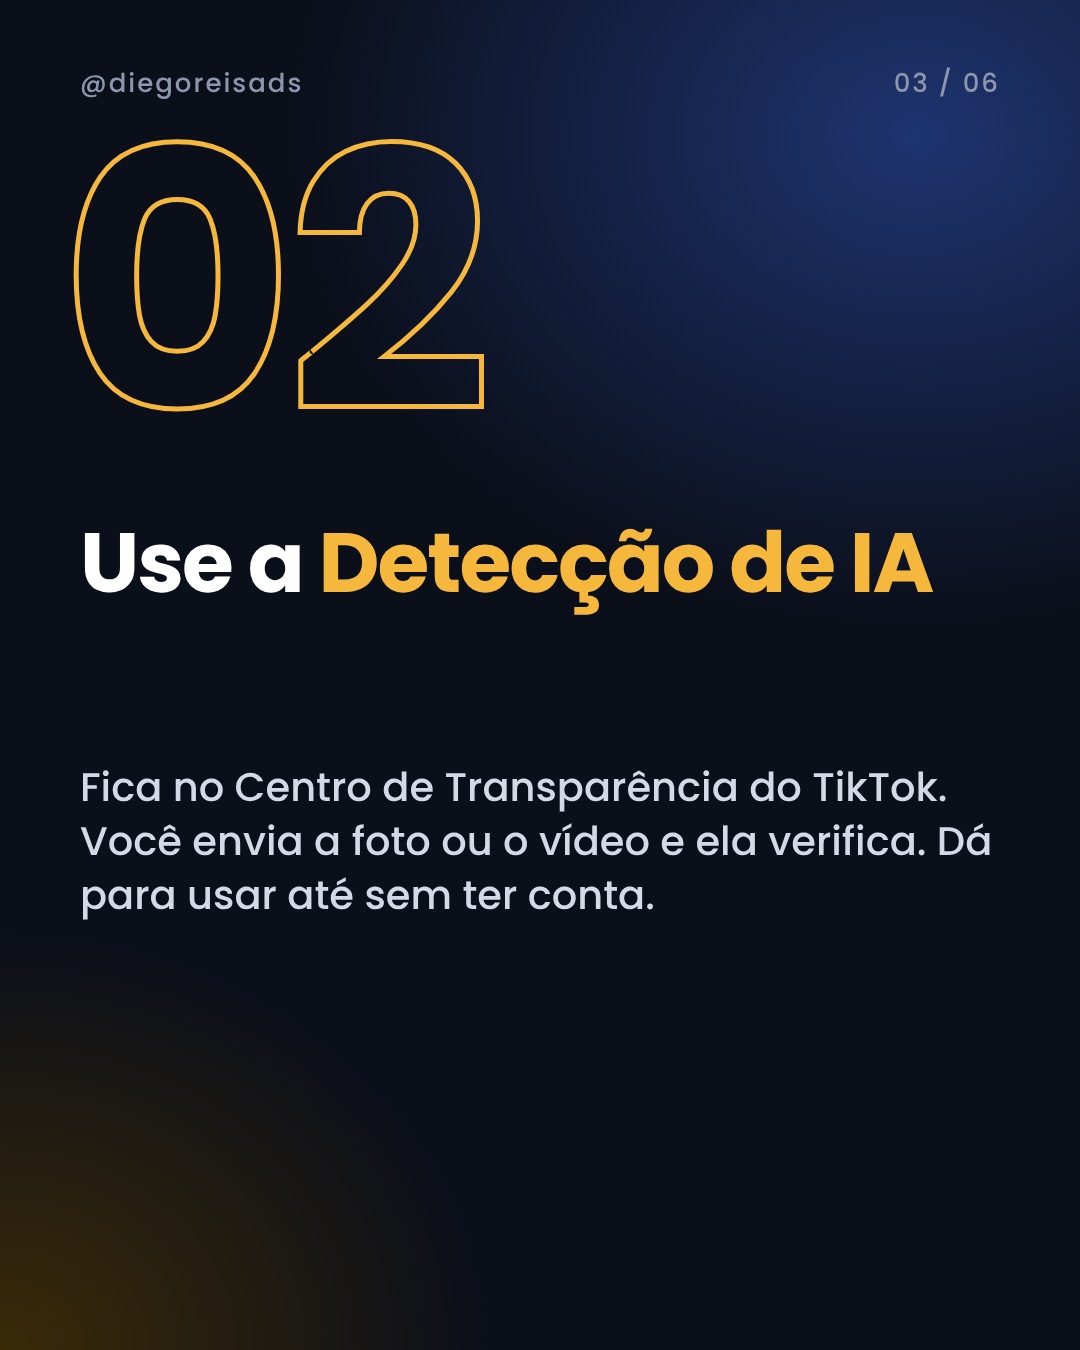 @diegoreisads
03 / 06
02
Use a Detecção de IA
Fica no Centro de Transparência do TikTok.
Você envia a foto ou o vídeo e ela verifica. Dá
para usar até sem ter conta.